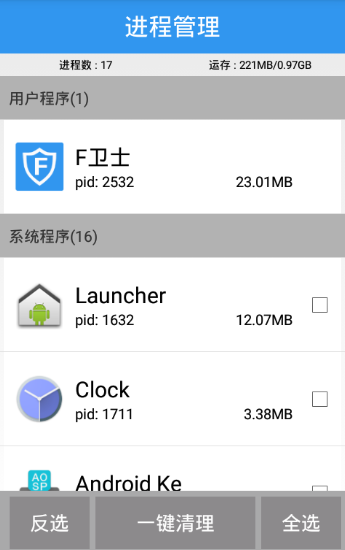 进程管理
进程数 : 17 运存 : 221MB/0.97GB
用户程序(1)
F
F卫士
pid: 2532 23.01MB
系统程序(16)
Launcher
pid: 1632 12.07MB
Clock
pid: 1711 3.38MB
AO
SP
Android Ke
反选 一键清理 全选